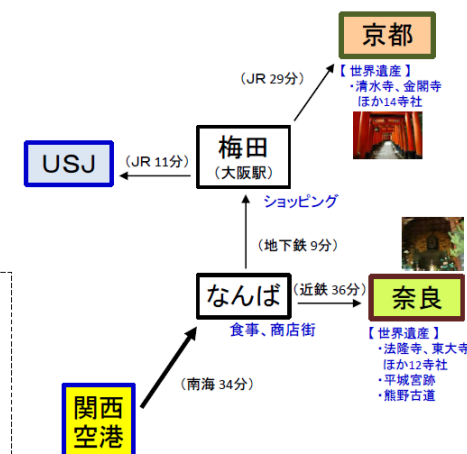 京都
(JR 29分)
【 世界遺産 】
・清水寺、金閣寺
ほか14寺社
USJ
(JR 11分)
梅田
(大阪駅)
ショッピング
(地下鉄 9分)
なんば
(近鉄 36分)
奈良
食事、商店街
【 世界遺産 】
・法隆寺、東大寺
ほか12寺社
・平城宮跡
・熊野古道
(南海 34分)
関西
空港